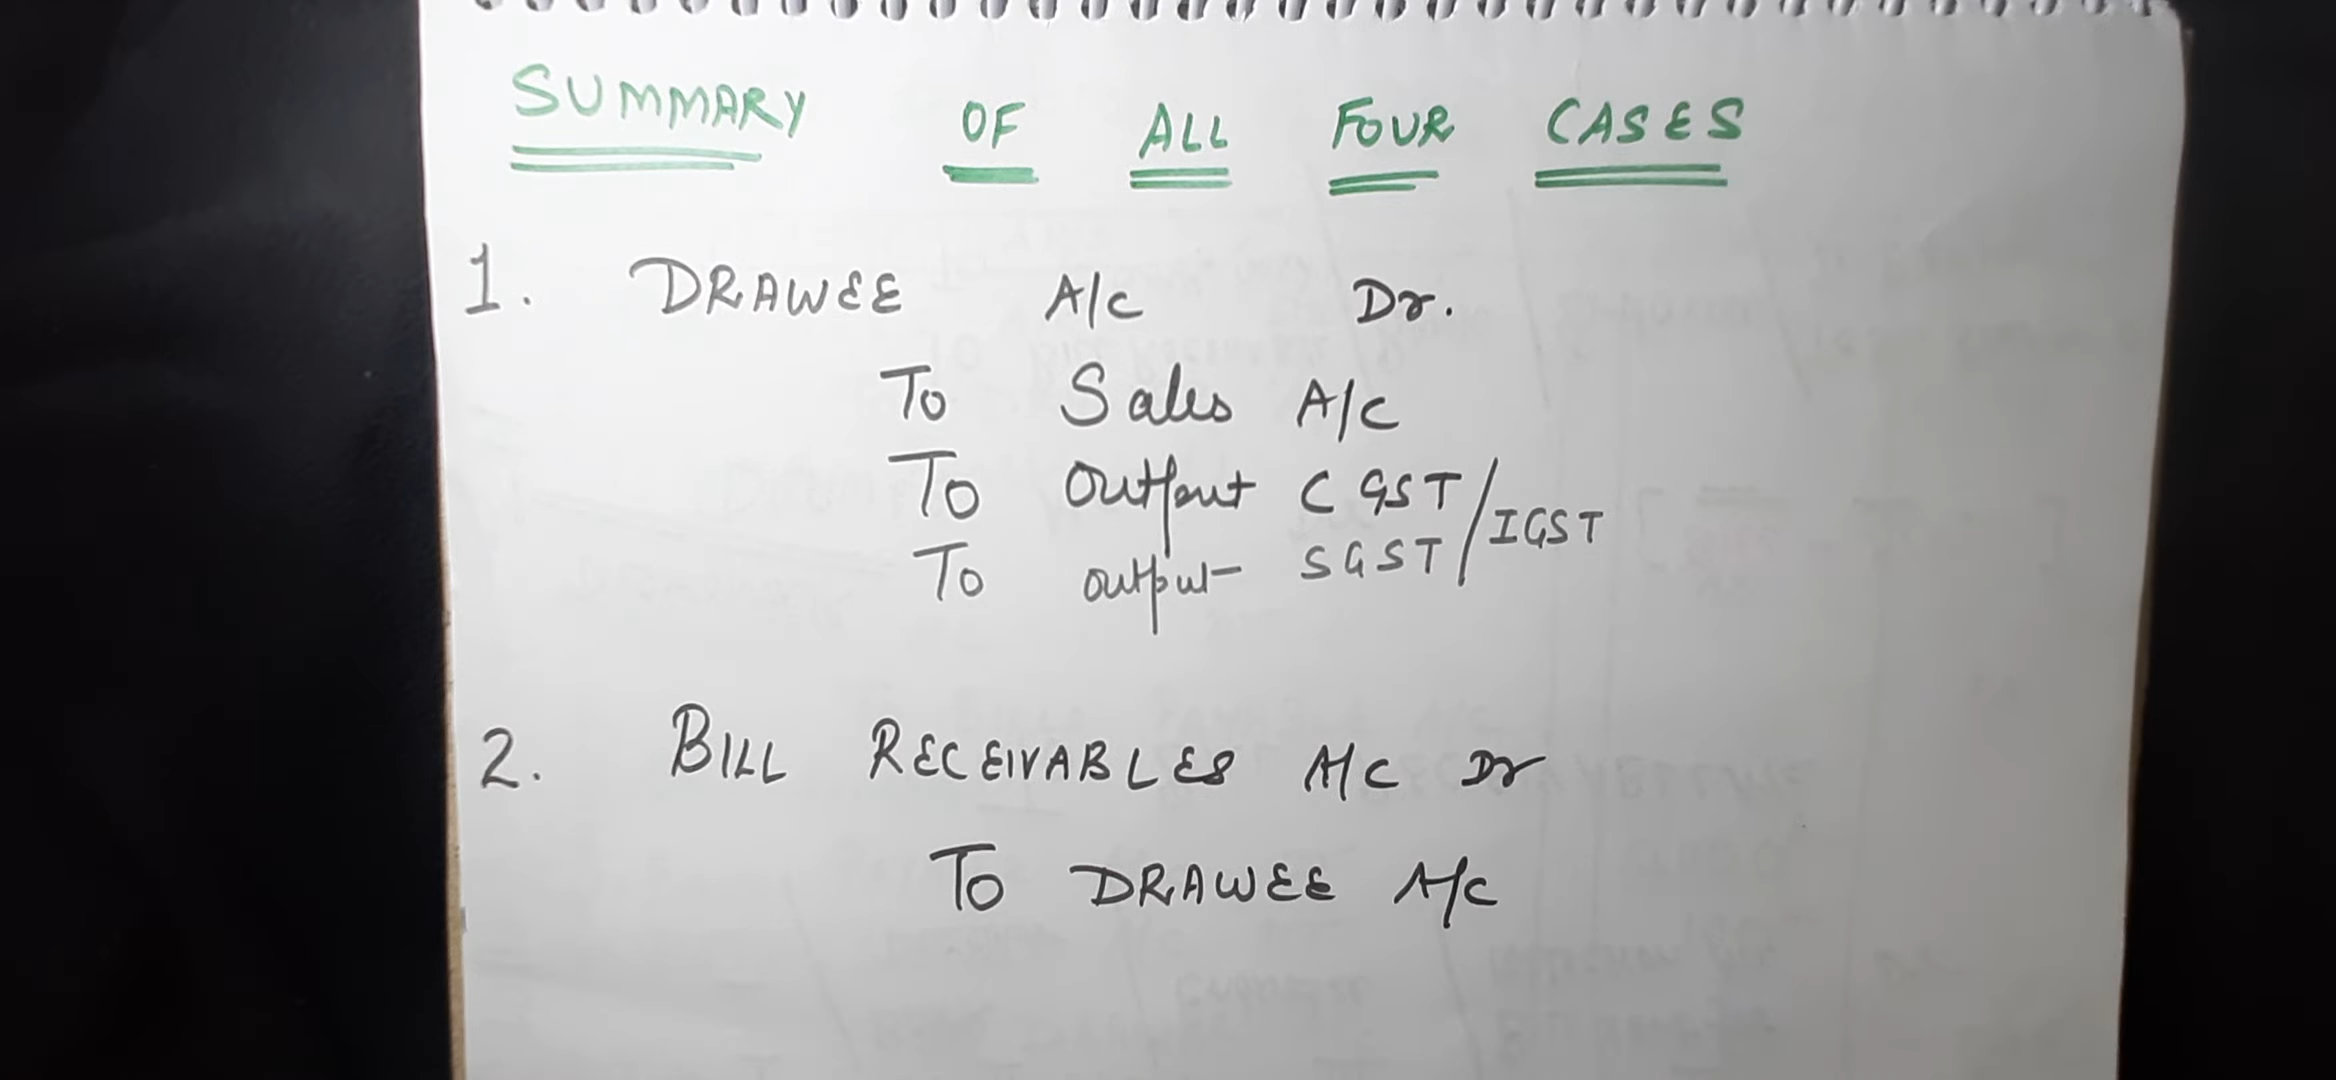 SUMMARY OF ALL FOUR CASES
1. DRAWEE A/c Dr.
To Sales A/c
To Output CGST/IGST
To output SGST
2. BILL RECEIVABLES A/c Dr
To DRAWEE A/c